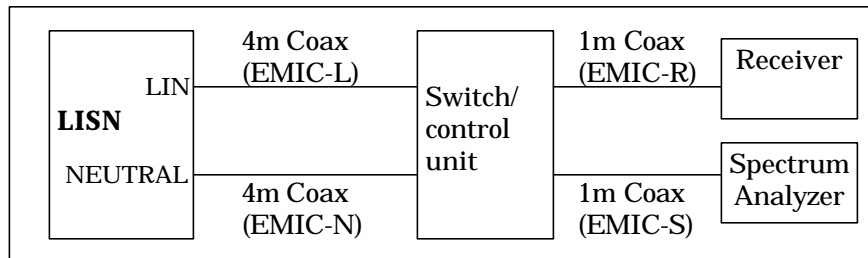 4m Coax
(EMIC-L)
1m Coax
(EMIC-R)
Receiver
LIN
LISN
Switch/
control
unit
NEUTRAL
4m Coax
(EMIC-N)
1m Coax
(EMIC-S)
Spectrum
Analyzer